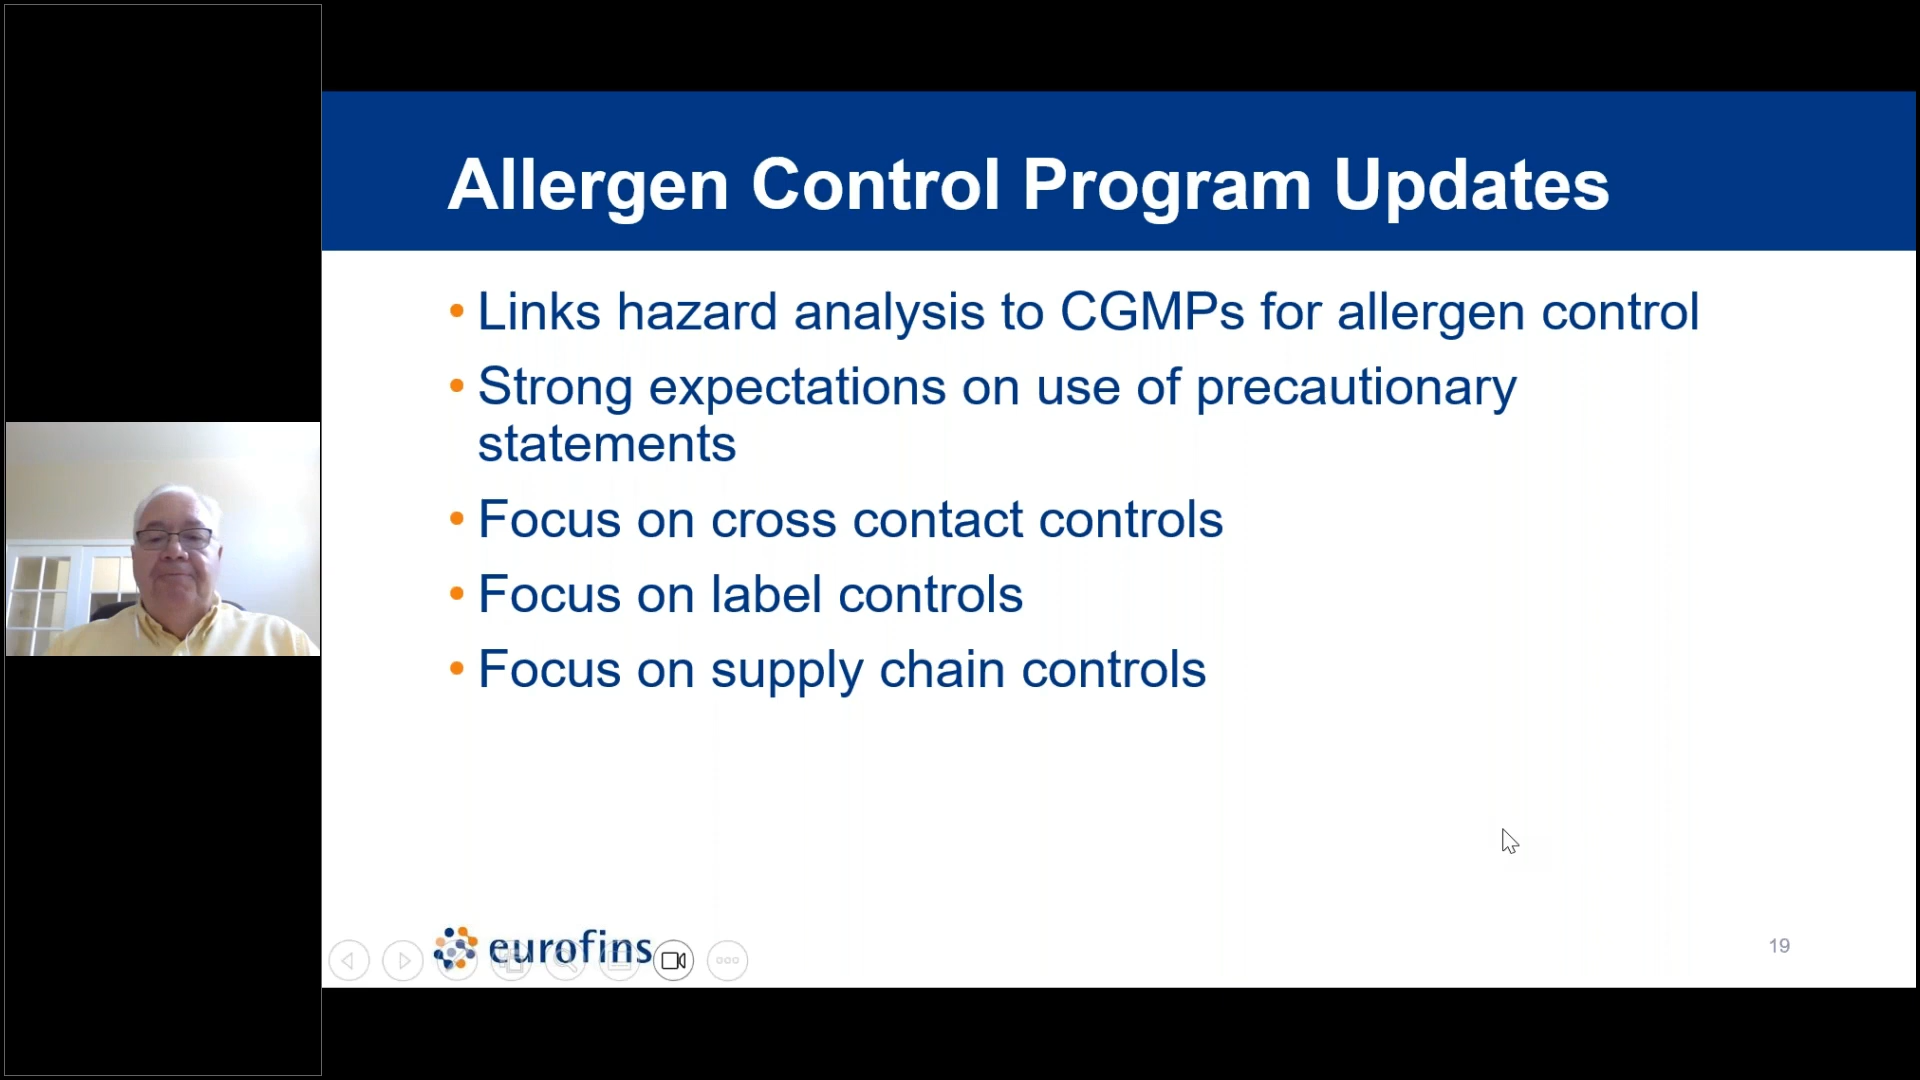 Allergen Control Program Updates
• Links hazard analysis to CGMPs for allergen control
• Strong expectations on use of precautionary
statements
• Focus on cross contact controls
• Focus on label controls
• Focus on supply chain controls
eurofins
19